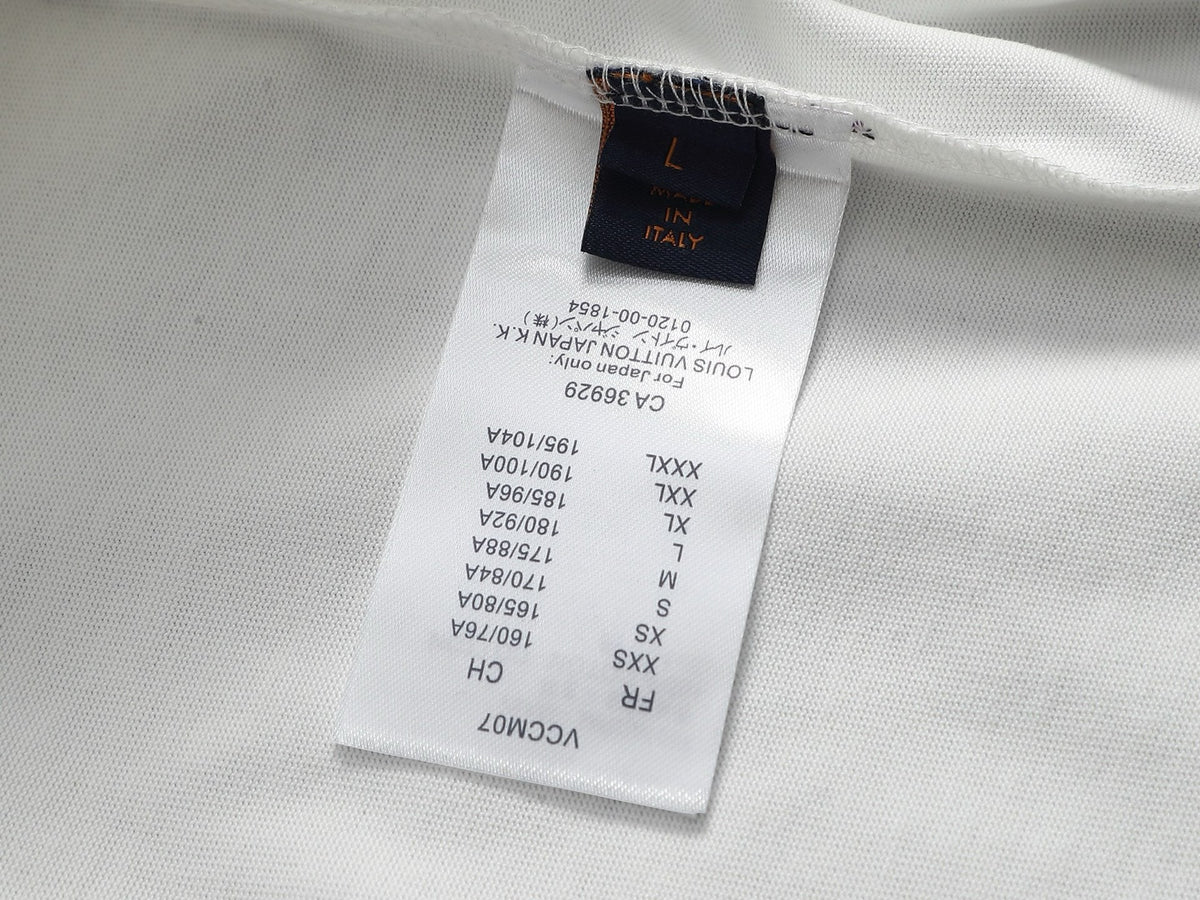 L
MADE
IN
ITALY
VCCM07
FR CH
XXS 160/76A
XS 165/80A
S 170/84A
M 175/88A
L 180/92A
XL 185/96A
XXL 190/100A
XXXL 195/104A
CA 36929
For Japan only:
LOUIS VUITTON JAPAN K.K.
ルイ・ヴィトン ジャパン(株)
0120-00-1854